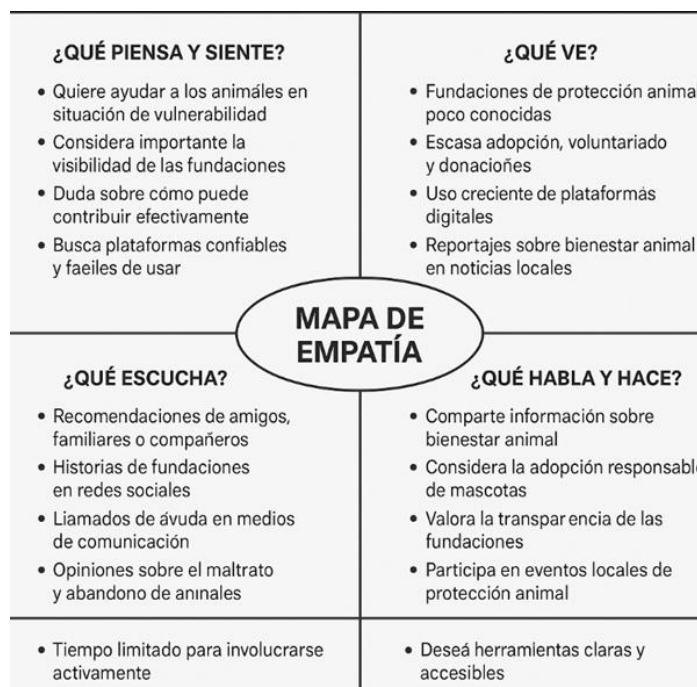 ¿QUÉ PIENSA Y SIENTE?
• Quiere ayudar a los animáles en
situación de vulnerabilidad
• Considera importante la
visibilidad de las fundaciones
• Duda sobre cómo puede
contribuir efectivamente
• Busca plataformas confiables
y faeiles de usar
¿QUÉ VE?
• Fundaciones de protección anima
poco conocidas
• Escasa adopción, voluntariado
y donacioñes
• Uso creciente de plataformas
digitales
• Reportajes sobre bienestar animal
en noticias locales
MAPA DE
EMPATÍA
¿QUÉ ESCUCHA?
• Recomendaciones de amigos,
familiares o compañeros
• Historias de fundaciones
en redes sociales
• Liamados de ávuda en medios
de comunicación
• Opiniones sobre el maltrato
y abandono de aninales
¿QUÉ HABLA Y HACE?
• Comparte información sobre
bienestar animal
• Considera la adopción responsable
de mascotas
• Valora la transpar encia de las
fundaciones
• Participa en eventos locales de
protección animal
• Tiempo limitado para involucrarse
activamente
• Deseá herramientas claras y
accesibles